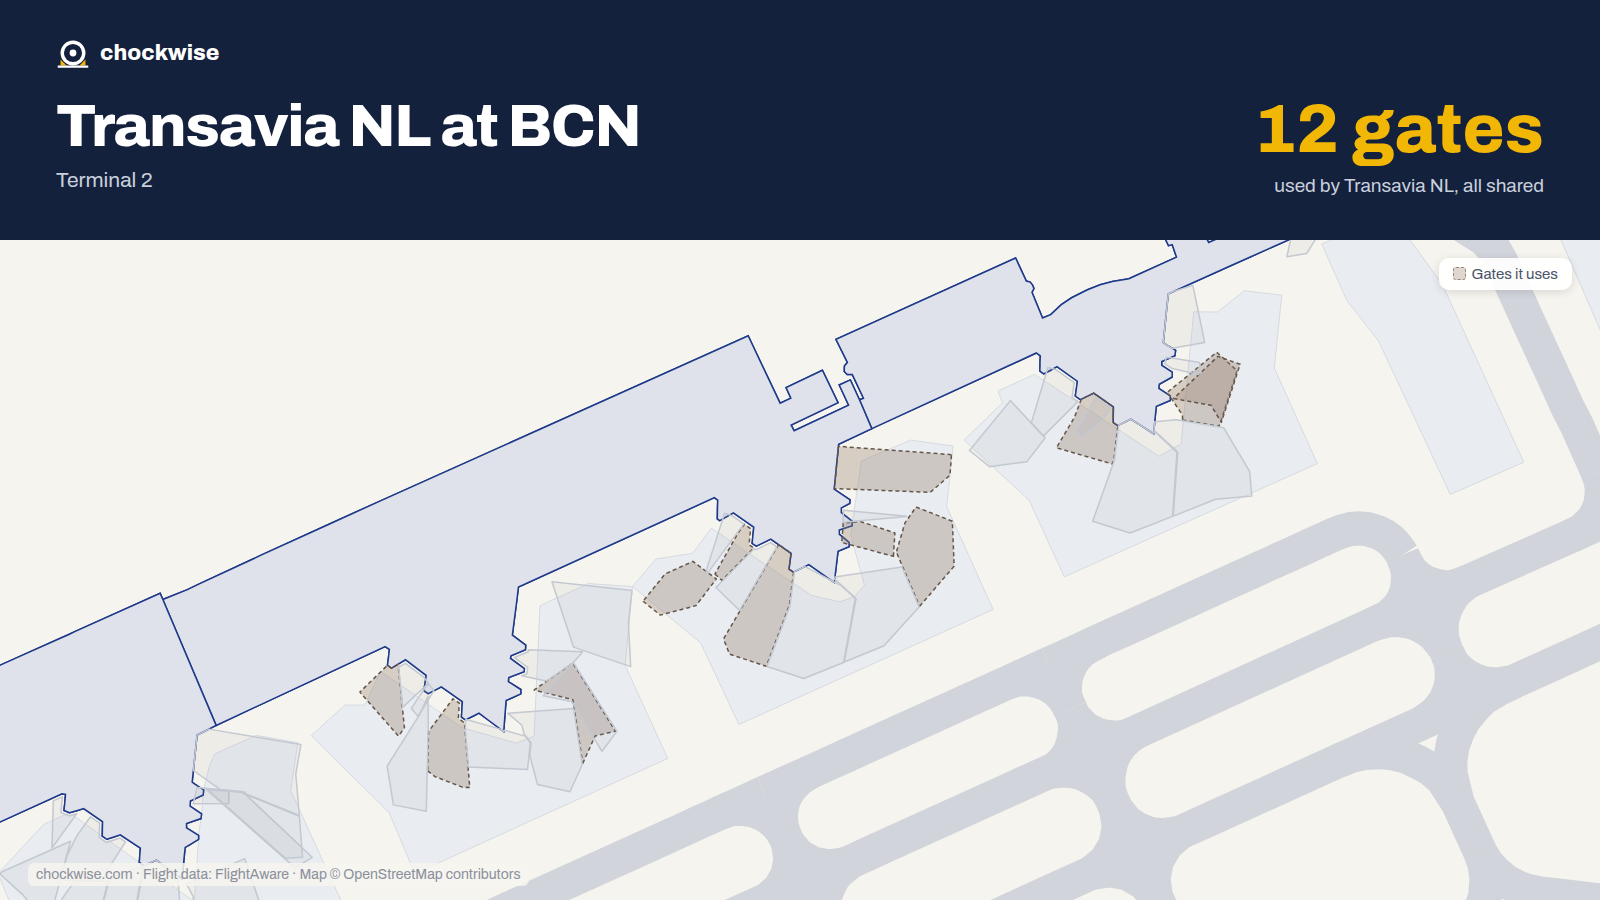 chockwise
Transavia NL at BCN
Terminal 2
12 gates
used by Transavia NL, all shared
Gates it uses
chockwise.com · Flight data: FlightAware · Map © OpenStreetMap contributors